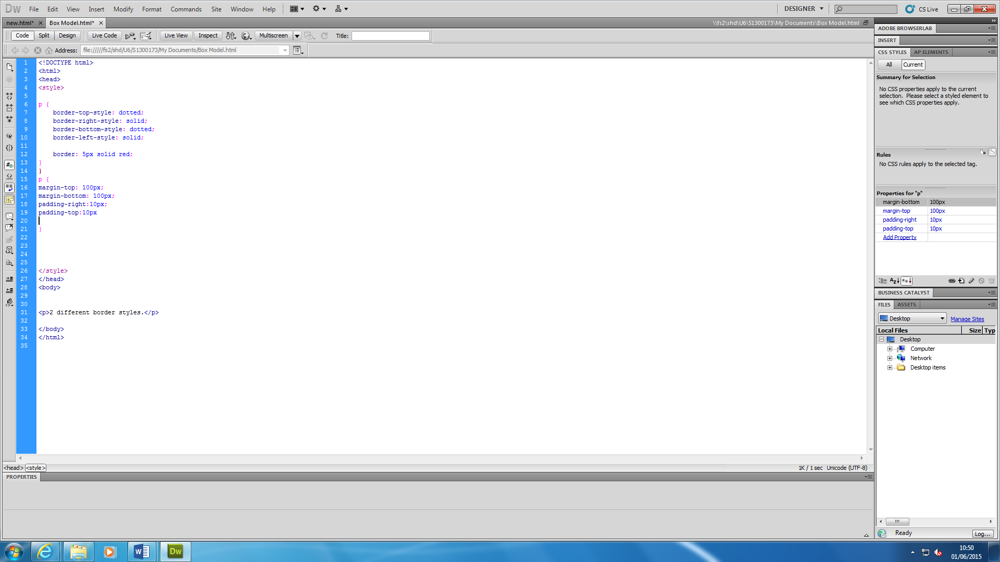 Dw File Edit View Insert Modify Format Commands Site Window Help DESIGNER CS Live
new.html* Box Model.html* \\fs2\shd\U6\S1300173\My Documents\Box Model.html
Code Split Design Live Code Live View Inspect Multiscreen Title:
Address: file://///fs2/shd/U6/S1300173/My Documents/Box Model.html
1 <!DOCTYPE html>
2 <html>
3 <head>
4 <style>
5
6 p {
7 border-top-style: dotted;
8 border-right-style: solid;
9 border-bottom-style: dotted;
10 border-left-style: solid;
11
12 border: 5px solid red;
13 }
14 }
15 p {
16 margin-top: 100px;
17 margin-bottom: 100px;
18 padding-right:10px;
19 padding-top:10px
20
21 }
22
23
24
25
26 </style>
27 </head>
28 <body>
29
30
31 <p>2 different border styles.</p>
32
33 </body>
34 </html>
35
<head> <style> 1K / 1 sec Unicode (UTF-8)
PROPERTIES
ADOBE BROWSERLAB
INSERT
CSS STYLES AP ELEMENTS
All Current
Summary for Selection
No CSS properties apply to the current
selection. Please select a styled element to
see which CSS properties apply.
Rules
No CSS rules apply to the selected tag.
Properties for "p"
margin-bottom 100px
margin-top 100px
padding-right 10px
padding-top 10px
Add Property
BUSINESS CATALYST
FILES ASSETS
Desktop Manage Sites
Local Files Size Typ
Desktop
Computer
Network
Desktop items
Ready Log...
Dw
10:50
01/06/2015